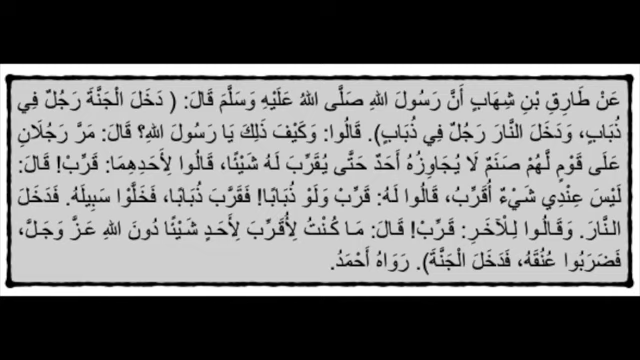 عَنْ طَارِقِ بْنِ شِهَابٍ أَنَّ رَسُولَ اللهِ صَلَّى اللهُ عَلَيْهِ وَسَلَّمَ قَالَ: ( دَخَلَ الْجَنَّةَ رَجُلٌ فِي
ذُبَابٍ، وَدَخَلَ النَّارَ رَجُلٌ فِي ذُبَابٍ). قَالُوا: وَكَيْفَ ذَلِكَ يَا رَسُولَ اللهِ؟ قَالَ: مَرَّ رَجُلَانِ
عَلَى قَوْمٍ لَهُمْ صَنَمٌ لَا يُجَاوِزُهُ أَحَدٌ حَتَّى يُقَرِّبَ لَهُ شَيْئًا، قَالُوا لِأَحِدِهِمَا: قَرِّبْ! قَالَ:
لَيْسَ عِنْدِي شَيْءٌ أُقَرِّبُ، قَالُوا لَهُ: قَرِّبْ وَلَوْ ذُبَابًا! فَقَرَّبَ ذُبَابًا، فَخَلَّوْا سَبِيلَهُ. فَدَخَلَ
النَّارَ. وَقَالُوا لِلْآخَرِ: قَرِّبْ! قَالَ: مَا كُنْتُ لِأُقَرِّبَ لِأَحَدٍ شَيْئًا دُونَ اللهِ عَزَّ وَجَلَّ،
فَضَرَبُوا عُنُقَهُ، فَدَخَلَ الْجَنَّةَ). رَوَاهُ أَحْمَدُ.